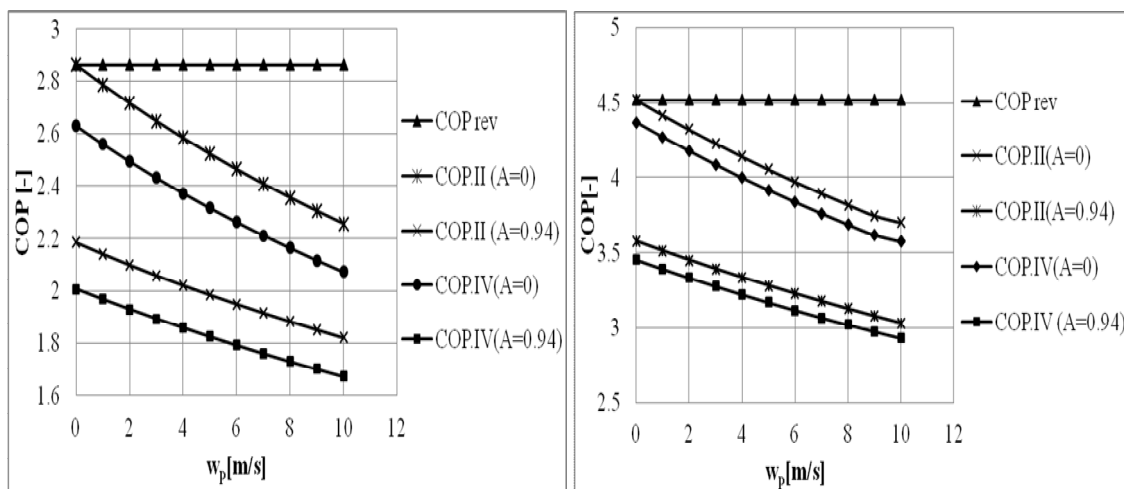 3
2.8
2.6
2.4
2.2
2
1.8
1.6
COP [-]
0 2 4 6 8 10 12
wp[m/s]
COP.rev
COP.II (A=0)
COP.II (A=0.94)
COP.IV(A=0)
COP.IV(A=0.94)
5
4.5
4
3.5
3
2.5
COP[-]
0 2 4 6 8 10 12
wp[m/s]
COP.rev
COP.II(A=0)
COP.II(A=0.94)
COP.IV(A=0)
COP.IV (A=0.94)